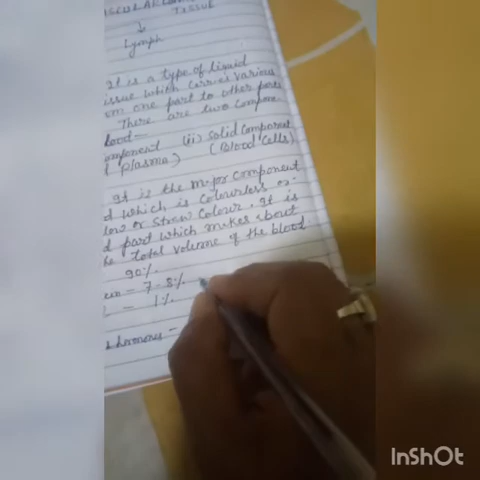 TISSUE
↓
Lymph
It is a type of liquid
issue which carries various
om one part to other parts
There are two compone
lood —
omponent (ii) Solid Component
(Plasma) (Blood Cells)
It is the major component
d which is colourless or
low or straw colour. It is
d part which makes about
total volume of the blood.
90%.
— 7-8%
— 1%
hormones —
InShOt